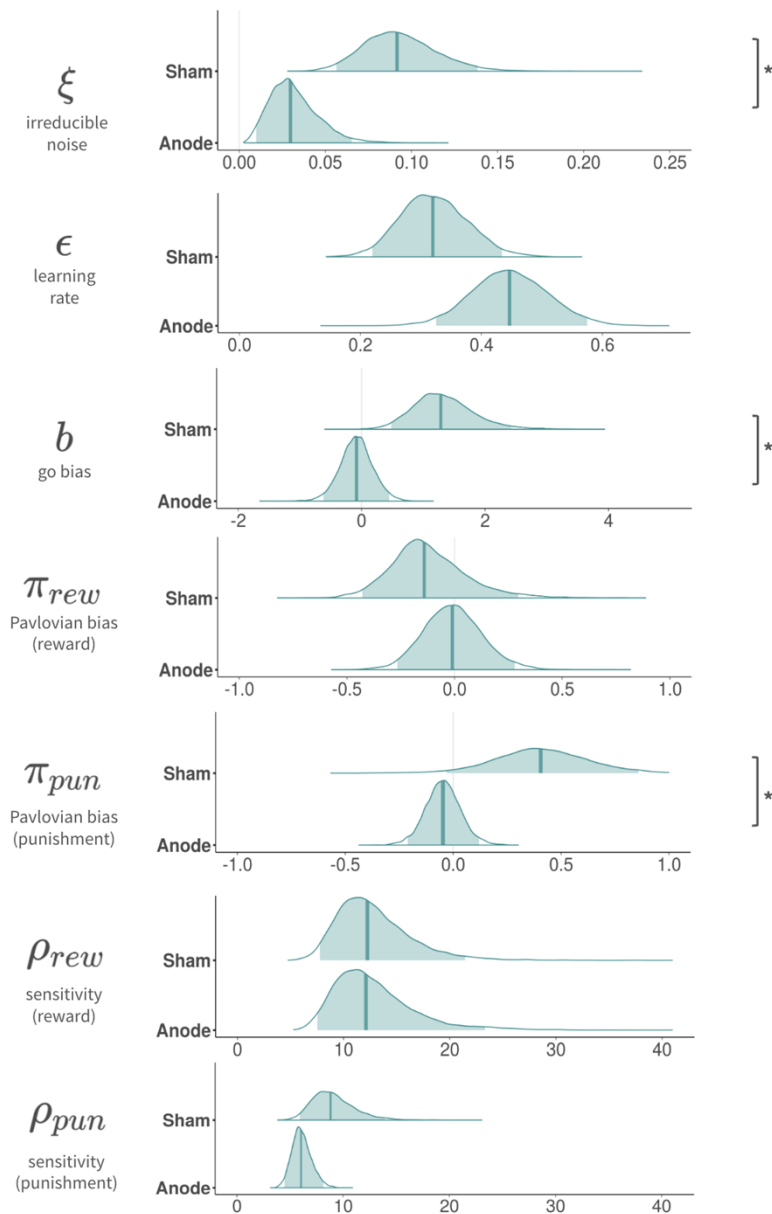 ξ
irreducible
noise
Sham
Anode
*
0.00 0.05 0.10 0.15 0.20 0.25
ϵ
learning
rate
Sham
Anode
0.0 0.2 0.4 0.6
b
go bias
Sham
Anode
*
-2 0 2 4
π_rew
Pavlovian bias
(reward)
Sham
Anode
-1.0 -0.5 0.0 0.5 1.0
π_pun
Pavlovian bias
(punishment)
Sham
Anode
*
-1.0 -0.5 0.0 0.5 1.0
ρ_rew
sensitivity
(reward)
Sham
Anode
0 10 20 30 40
ρ_pun
sensitivity
(punishment)
Sham
Anode
0 10 20 30 40